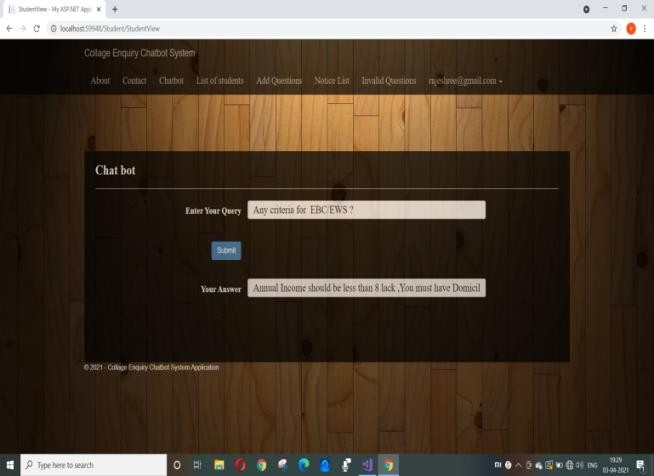 StudentView - My ASP.NET Appl
localhost:59948/Student/StudentView
Collage Enquiry Chatbot System
About Contact Chatbot List of students Add Questions Notice List Invalid Questions rajeshree@gmail.com
Chat bot
Enter Your Query Any criteria for EBC/EWS ?
Submit
Your Answer Annual Income should be less than 8 lack ,You must have Domicil
© 2021 - Collage Enquiry Chatbot System Application
Type here to search
ENG
19:29
03-04-2021